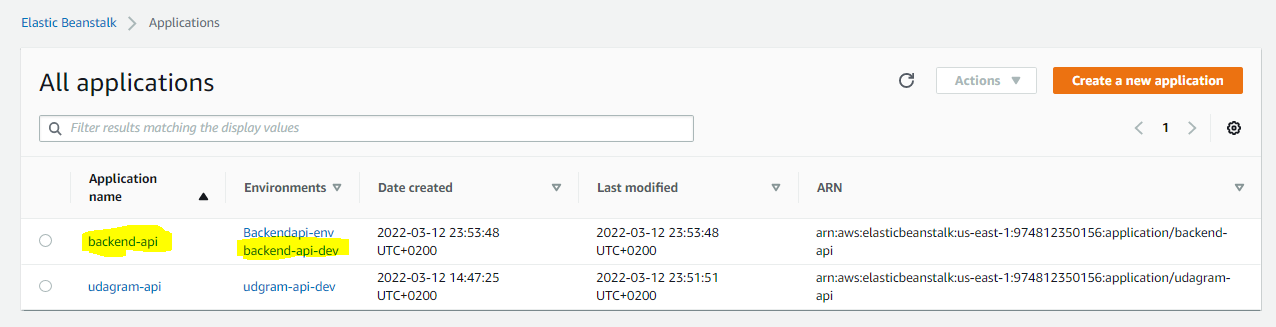 Elastic Beanstalk > Applications
All applications
Actions
Create a new application
Filter results matching the display values
1
Application name
Environments
Date created
Last modified
ARN
backend-api
Backendapi-env
backend-api-dev
2022-03-12 23:53:48
UTC+0200
2022-03-12 23:53:48
UTC+0200
arn:aws:elasticbeanstalk:us-east-1:974812350156:application/backend-
api
udagram-api
udgram-api-dev
2022-03-12 14:47:25
UTC+0200
2022-03-12 23:51:51
UTC+0200
arn:aws:elasticbeanstalk:us-east-1:974812350156:application/udagram-
api